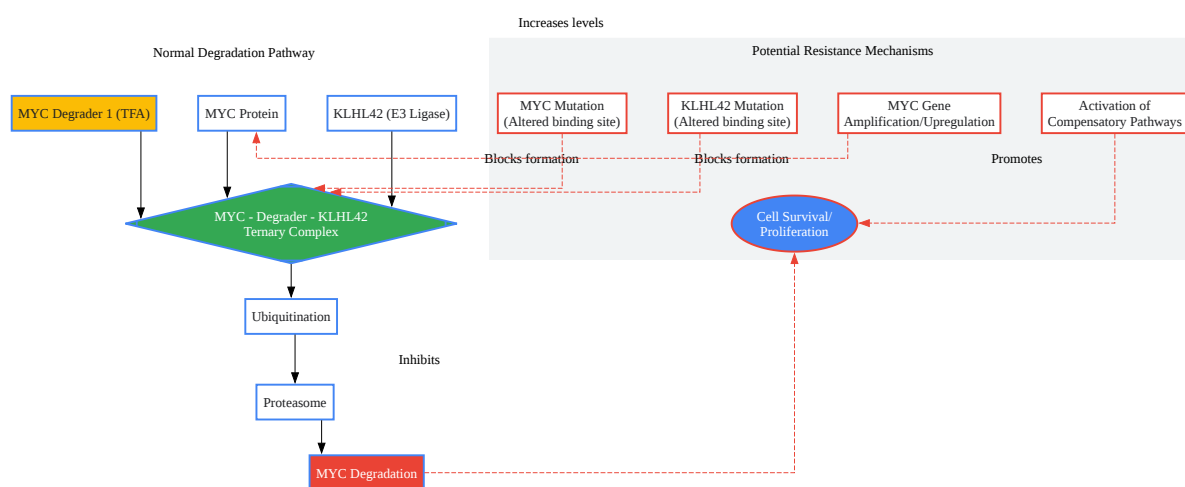 Increases levels
Normal Degradation Pathway
Potential Resistance Mechanisms
MYC Degrader 1 (TFA)
MYC Protein
KLHL42 (E3 Ligase)
MYC Mutation
(Altered binding site)
KLHL42 Mutation
(Altered binding site)
MYC Gene
Amplification/Upregulation
Activation of
Compensatory Pathways
Blocks formation
Blocks formation
Promotes
MYC - Degrader - KLHL42
Ternary Complex
Cell Survival/
Proliferation
Ubiquitination
Inhibits
Proteasome
MYC Degradation